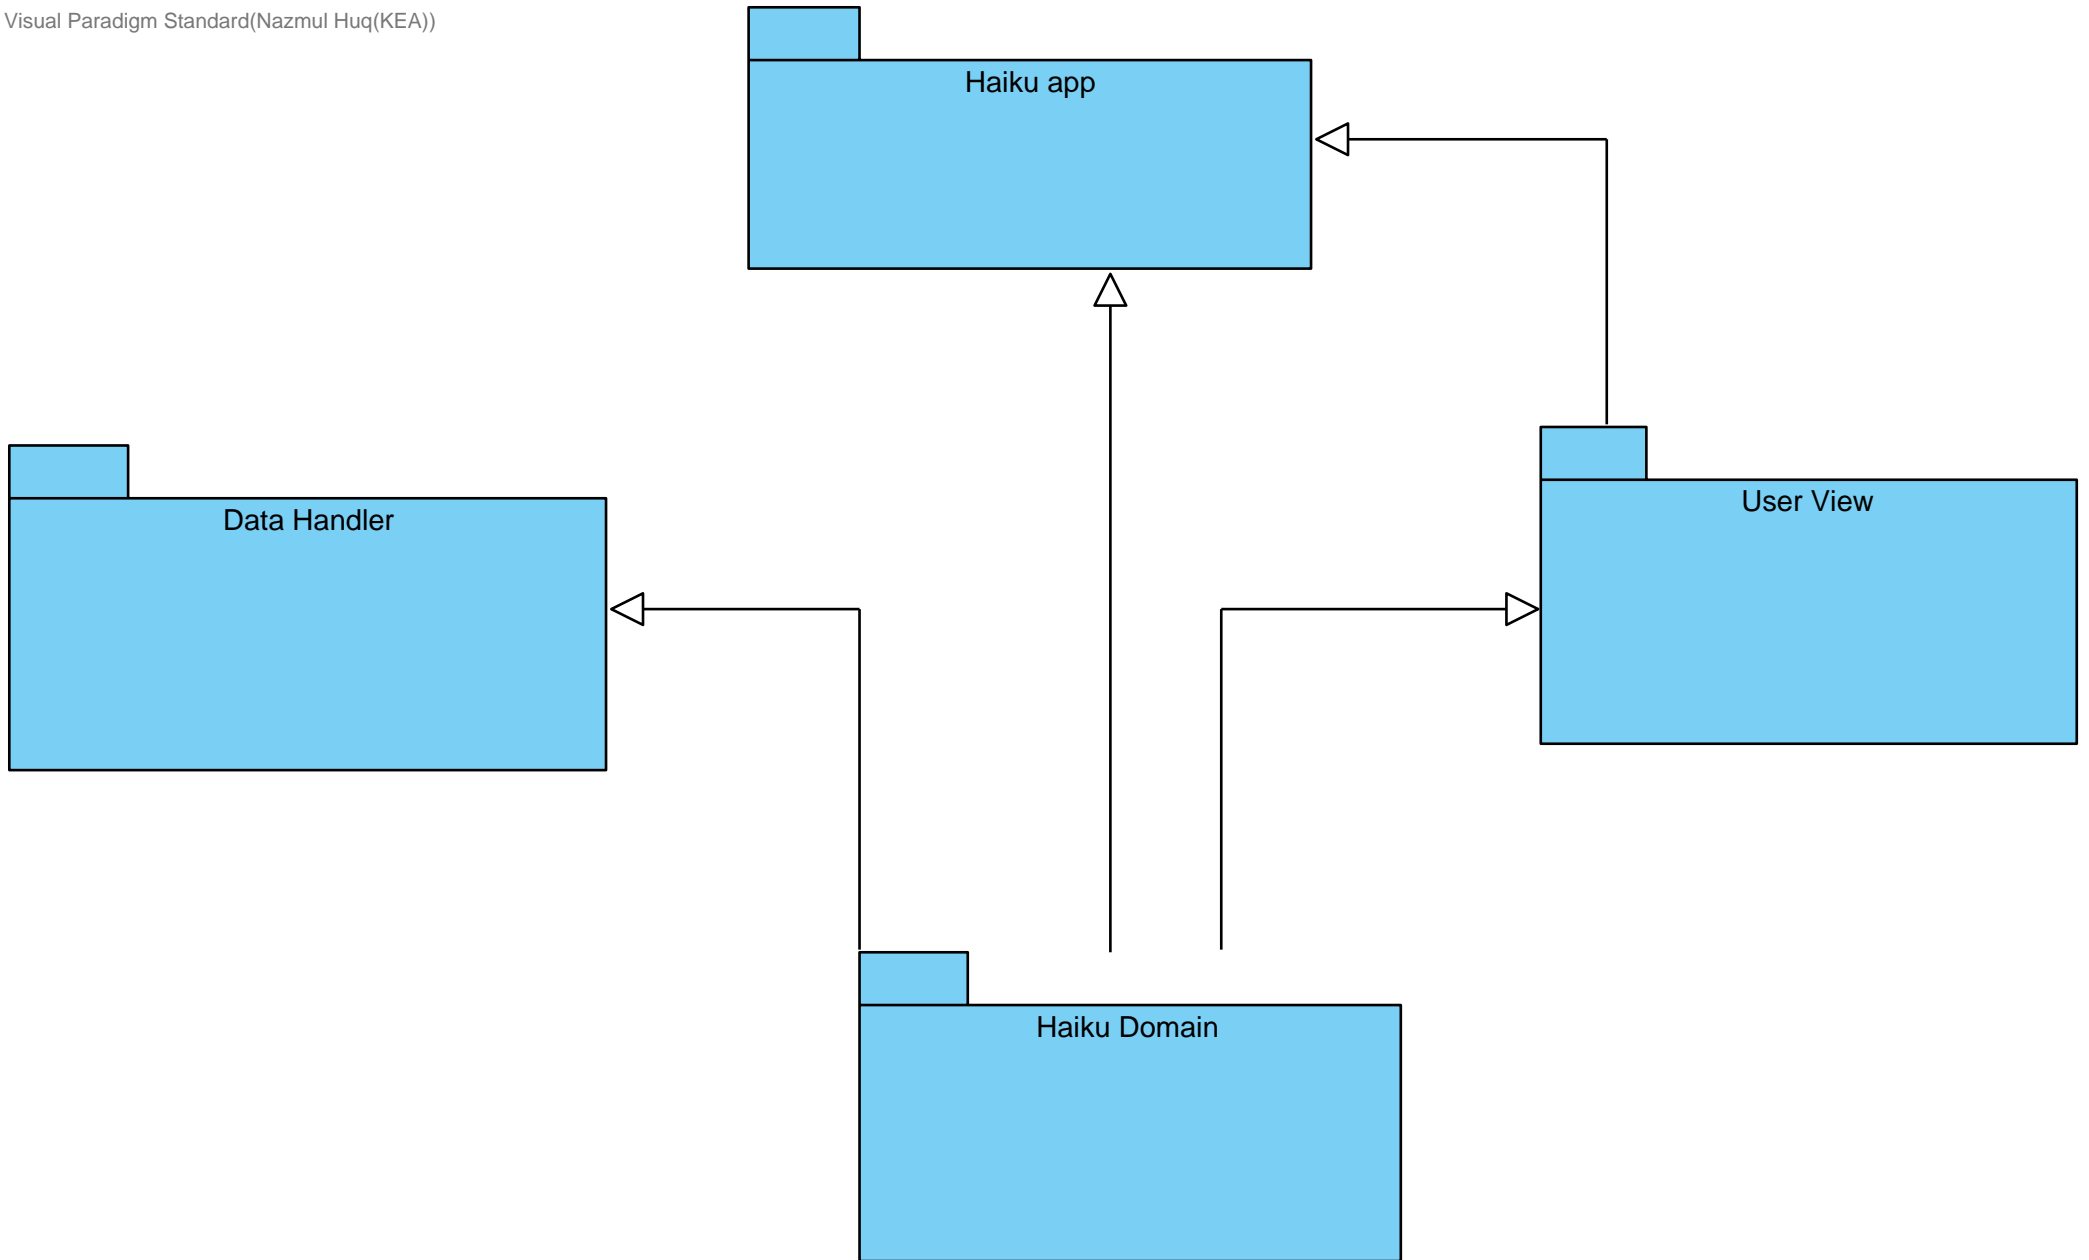 Visual Paradigm Standard(Nazmul Huq(KEA))
Haiku app
Data Handler
User View
Haiku Domain